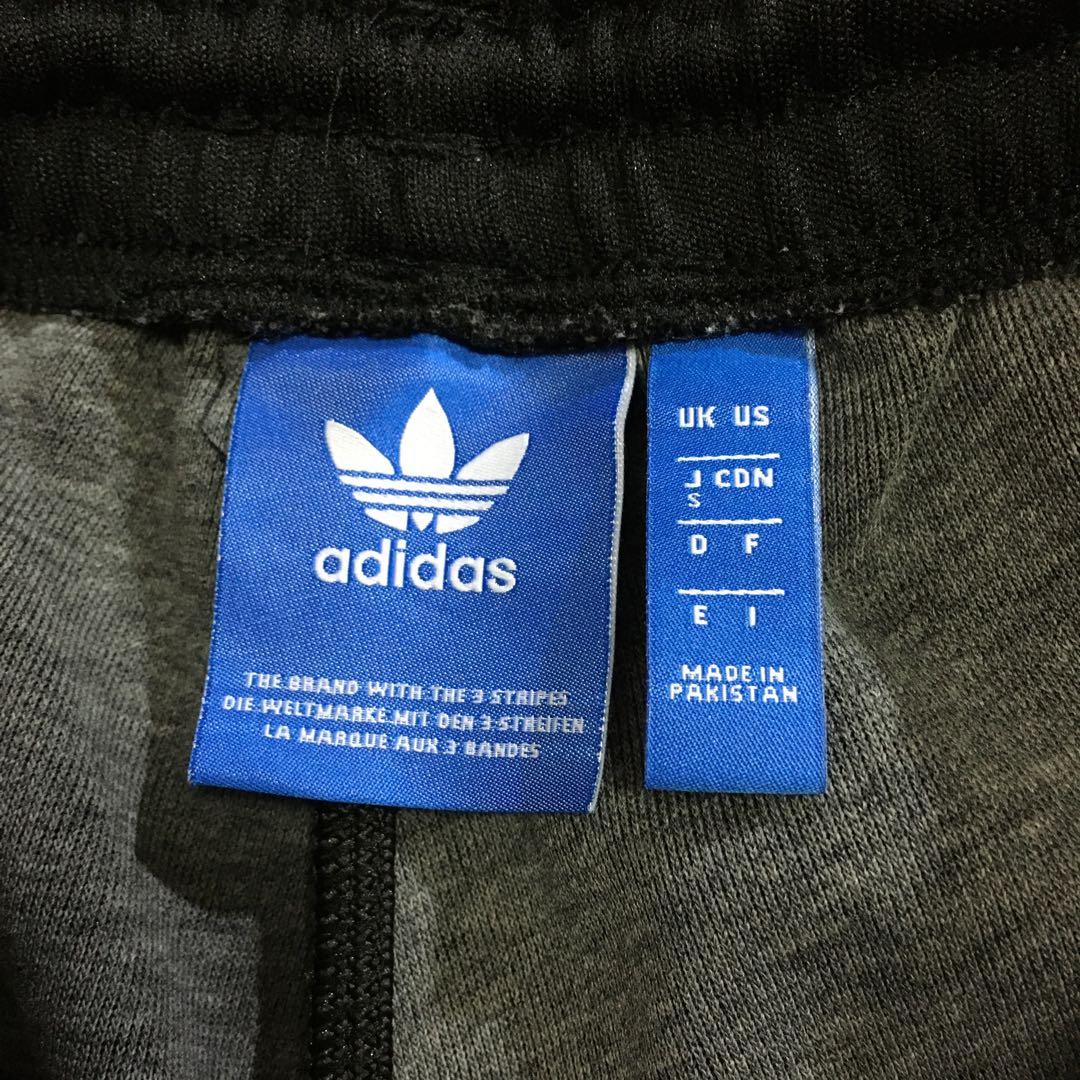 adidas
THE BRAND WITH THE 3 STRIPES
DIE WELTMARKE MIT DEN 3 STREIFEN
LA MARQUE AUX 3 BANDES
UK US
J CDN
S
D F
E I
MADE IN
PAKISTAN